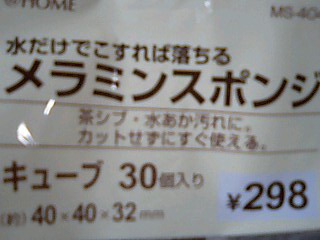 @HOME
MS-40
水だけでこすれば落ちる
メラミンスポンジ
茶シブ・水あか汚れに。
カットせずにすぐ使える。
キューブ 30個入り
¥298
(約) 40×40×32mm